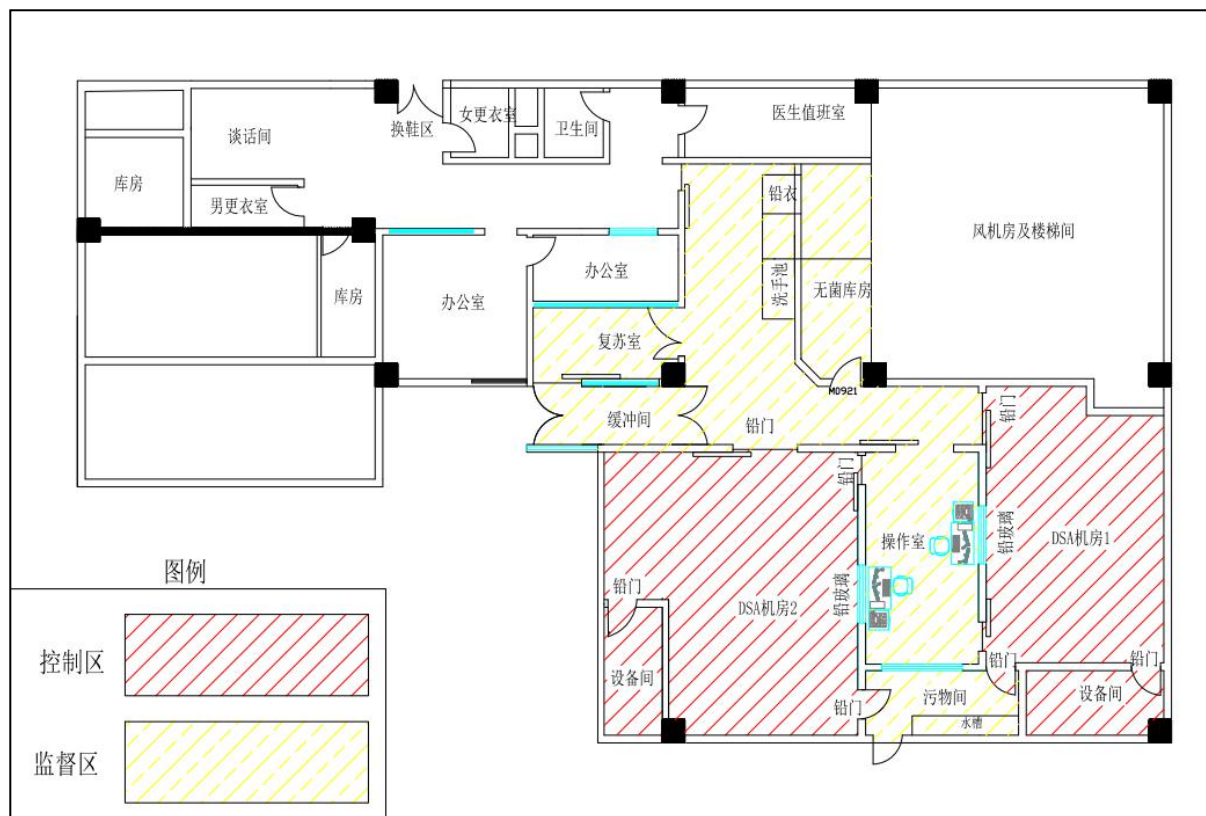 女更衣室
医生值班室
谈话间
换鞋区
卫生间
库房
铅衣
男更衣室
风机房及楼梯间
办公室
洗手池
库房
办公室
无菌库房
复苏室
M0921
铅门
缓冲间
铅门
铅门
操作室
铅玻璃
DSA机房1
图例
铅门
铅玻璃
DSA机房2
控制区
铅门
铅门
设备间
污物间
设备间
铅门
水槽
监督区